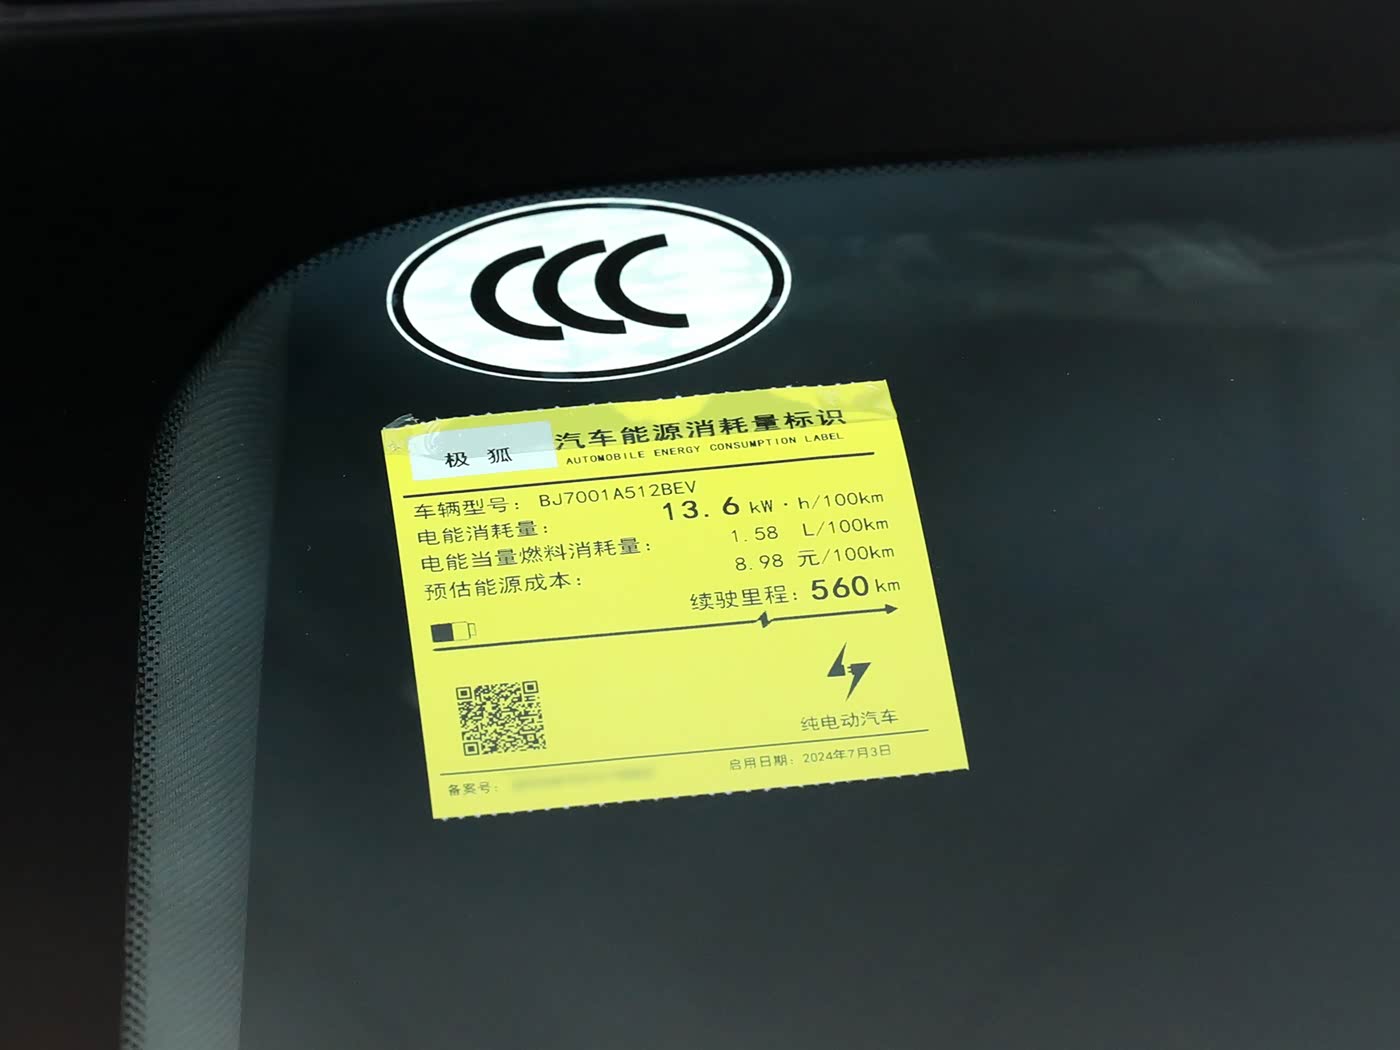 CCC
极 狐
汽车能源消耗量标识
AUTOMOBILE ENERGY CONSUMPTION LABEL
车辆型号： BJ7001A512BEV
电能消耗量： 13.6 kW·h/100km
电能当量燃料消耗量： 1.58 L/100km
预估能源成本： 8.98 元/100km
续驶里程：560 km
纯电动汽车
备案号：
启用日期：2024年7月3日